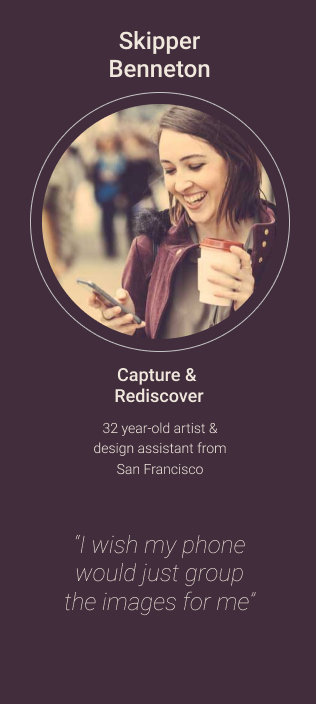 Skipper
Benneton
Capture &
Rediscover
32 year-old artist &
design assistant from
San Francisco
“I wish my phone
would just group
the images for me”